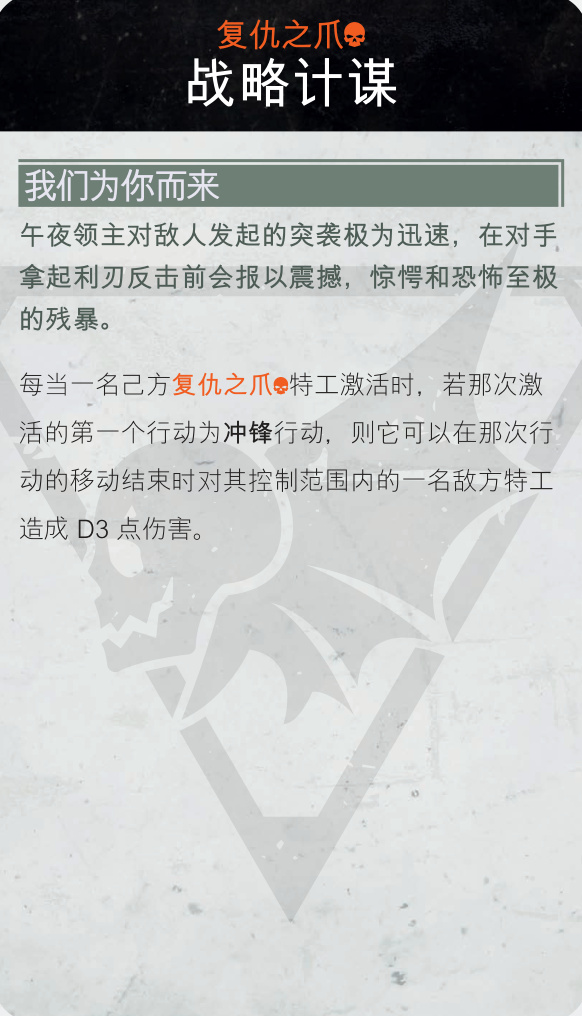 复仇之爪
战略计谋
我们为你而来
午夜领主对敌人发起的突袭极为迅速，在对手
拿起利刃反击前会报以震撼，惊愕和恐怖至极
的残暴。
每当一名己方复仇之爪特工激活时，若那次激
活的第一个行动为冲锋行动，则它可以在那次行
动的移动结束时对其控制范围内的一名敌方特工
造成 D3 点伤害。